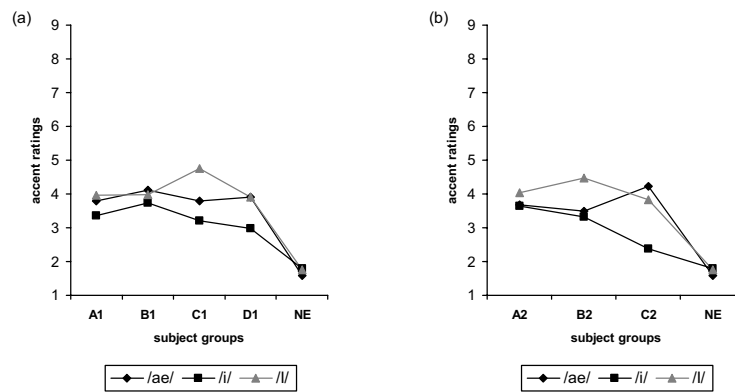 (a)
9
8
7
6
5
4
3
2
1
accent ratings
A1 B1 C1 D1 NE
subject groups
/ae/ /i/ /I/
(b)
9
8
7
6
5
4
3
2
1
accent ratings
A2 B2 C2 NE
subject groups
/ae/ /i/ /I/